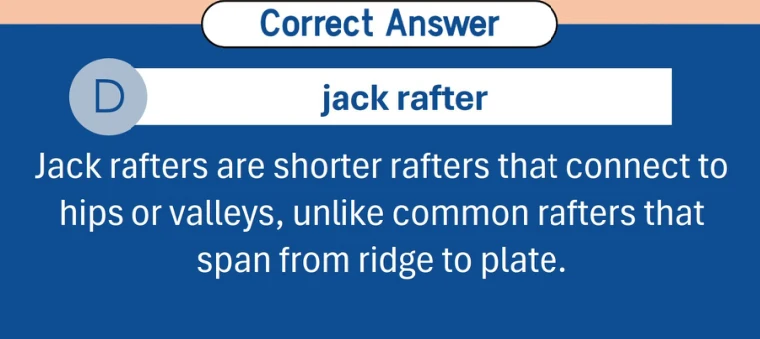 Correct Answer
D
jack rafter
Jack rafters are shorter rafters that connect to
hips or valleys, unlike common rafters that
span from ridge to plate.